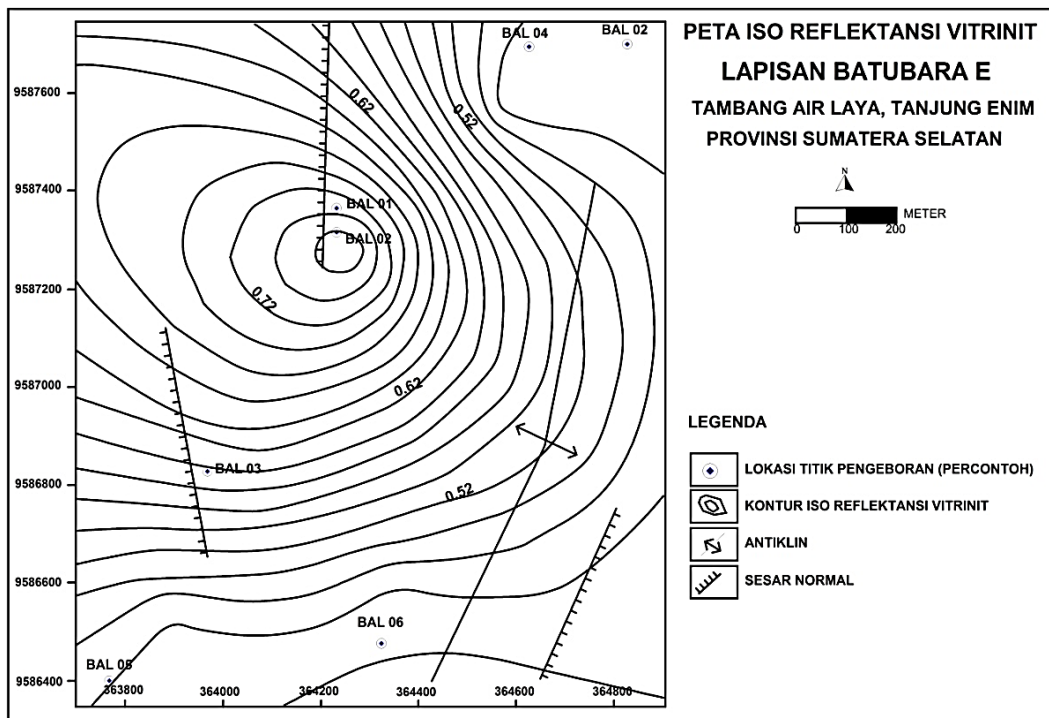 PETA ISO REFLEKTANSI VITRINIT
LAPISAN BATUBARA E
TAMBANG AIR LAYA, TANJUNG ENIM
PROVINSI SUMATERA SELATAN
N
METER
0 100 200
BAL 04
BAL 02
9587600
0.62
0.52
9587400
BAL 01
BAL 02
9587200
0.72
9587000
0.62
BAL 03
9586800
0.52
9586600
BAL 06
BAL 05
9586400
363800 364000 364200 364400 364600 364800
LEGENDA
LOKASI TITIK PENGEBORAN (PERCONTOH)
KONTUR ISO REFLEKTANSI VITRINIT
ANTIKLIN
SESAR NORMAL